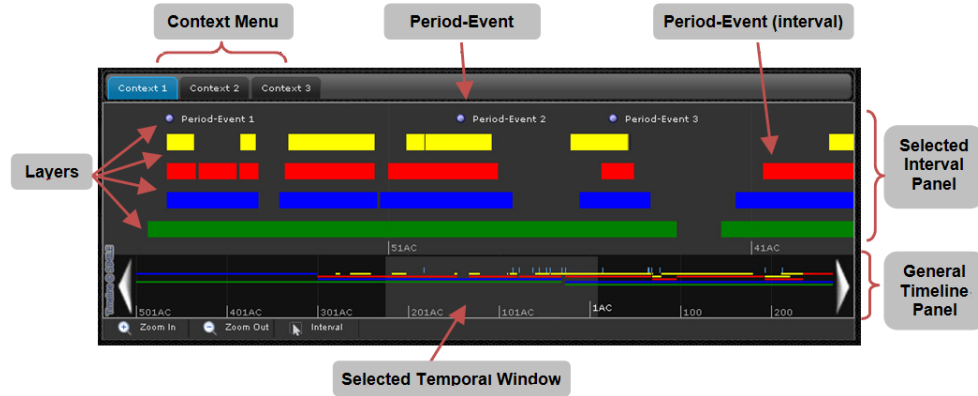 Context Menu
Period-Event
Period-Event (interval)
Context 1
Context 2
Context 3
Period-Event 1
Period-Event 2
Period-Event 3
Layers
Selected
Interval
Panel
51AC
41AC
General
Timeline
Panel
501AC
401AC
301AC
201AC
101AC
1AC
100
200
Zoom In
Zoom Out
Interval
Selected Temporal Window